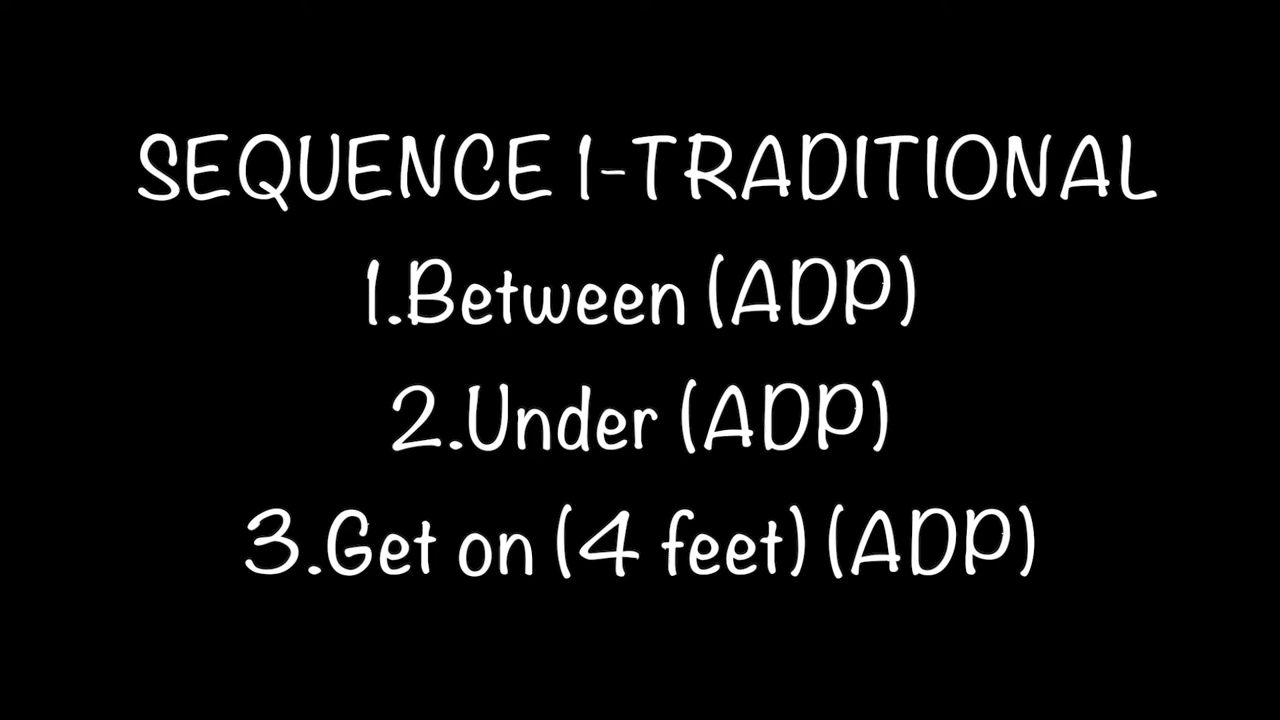 SEQUENCE 1-TRADITIONAL
1.Between (ADP)
2.Under (ADP)
3.Get on (4 feet) (ADP)